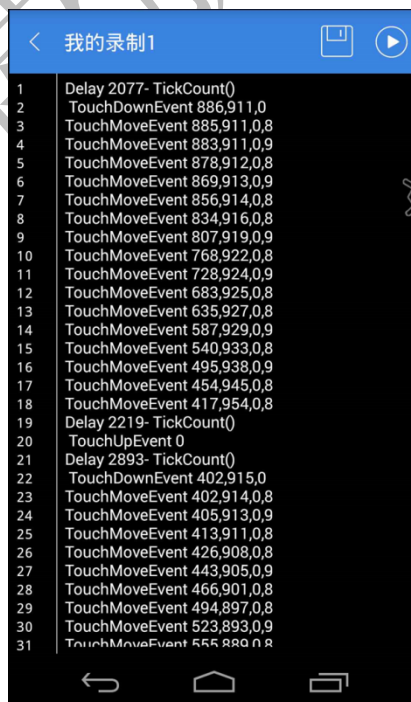 我的录制1
1 Delay 2077- TickCount()
2 TouchDownEvent 886,911,0
3 TouchMoveEvent 885,911,0,8
4 TouchMoveEvent 883,911,0,9
5 TouchMoveEvent 878,912,0,8
6 TouchMoveEvent 869,913,0,9
7 TouchMoveEvent 856,914,0,8
8 TouchMoveEvent 834,916,0,8
9 TouchMoveEvent 807,919,0,9
10 TouchMoveEvent 768,922,0,8
11 TouchMoveEvent 728,924,0,9
12 TouchMoveEvent 683,925,0,8
13 TouchMoveEvent 635,927,0,8
14 TouchMoveEvent 587,929,0,9
15 TouchMoveEvent 540,933,0,8
16 TouchMoveEvent 495,938,0,9
17 TouchMoveEvent 454,945,0,8
18 TouchMoveEvent 417,954,0,8
19 Delay 2219- TickCount()
20 TouchUpEvent 0
21 Delay 2893- TickCount()
22 TouchDownEvent 402,915,0
23 TouchMoveEvent 402,914,0,8
24 TouchMoveEvent 405,913,0,9
25 TouchMoveEvent 413,911,0,8
26 TouchMoveEvent 426,908,0,8
27 TouchMoveEvent 443,905,0,9
28 TouchMoveEvent 466,901,0,8
29 TouchMoveEvent 494,897,0,8
30 TouchMoveEvent 523,893,0,9
31 TouchMoveEvent 555,889,0,8